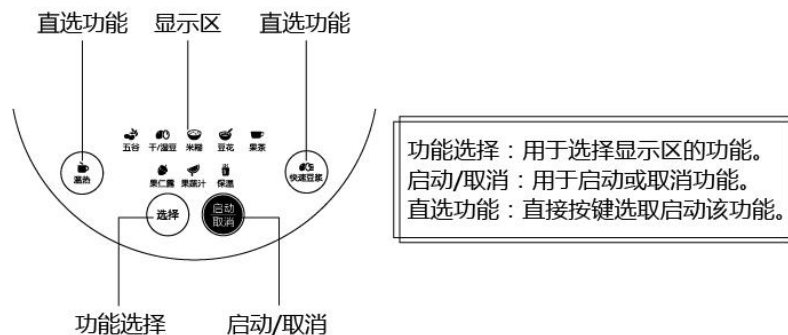 直选功能 显示区 直选功能
五谷 干/湿豆 米糊 豆花 果茶
温热 快速豆浆
果仁露 果蔬汁 保温
选择 启动
取消
功能选择：用于选择显示区的功能。
启动/取消：用于启动或取消功能。
直选功能：直接按键选取启动该功能。
功能选择 启动/取消